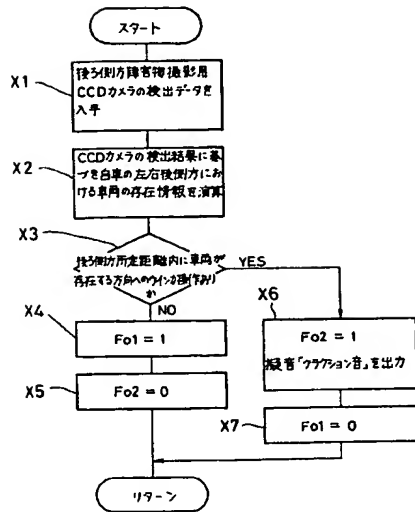 スタート
X1
後ろ側方障害物撮影用
CCDカメラの検出データを
入手
X2
CCDカメラの検出結果に基
づき自車の左右後側方にお
ける車両の存在情報を演算
X3
後ろ側方所定距離内に車両が
存在する方向へのウインカ操作ありか
YES
NO
X4
Fo1 = 1
X5
Fo2 = 0
X6
Fo2 = 1
擬音「クラクション音」を出力
X7
Fo1 = 0
リターン